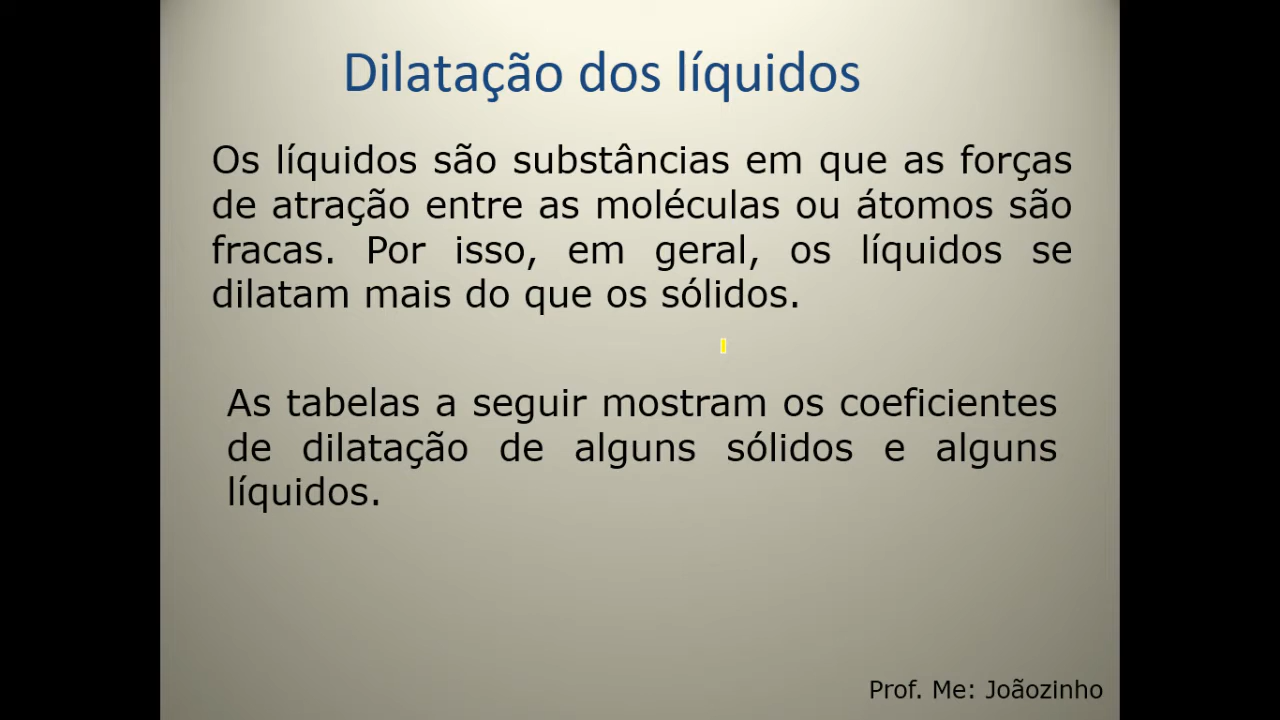 Dilatação dos líquidos
Os líquidos são substâncias em que as forças
de atração entre as moléculas ou átomos são
fracas. Por isso, em geral, os líquidos se
dilatam mais do que os sólidos.
As tabelas a seguir mostram os coeficientes
de dilatação de alguns sólidos e alguns
líquidos.
Prof. Me: Joãozinho